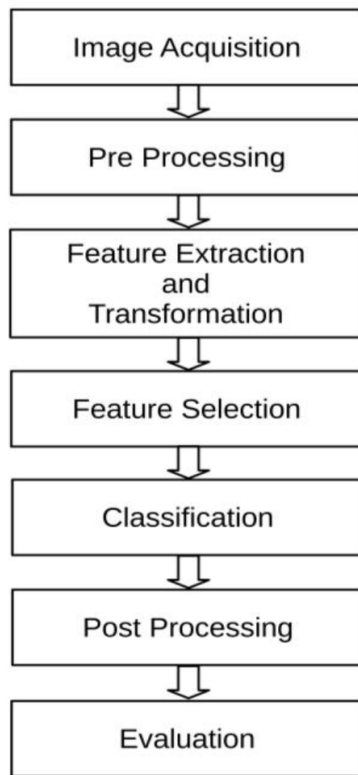 Image Acquisition
Pre Processing
Feature Extraction
and
Transformation
Feature Selection
Classification
Post Processing
Evaluation